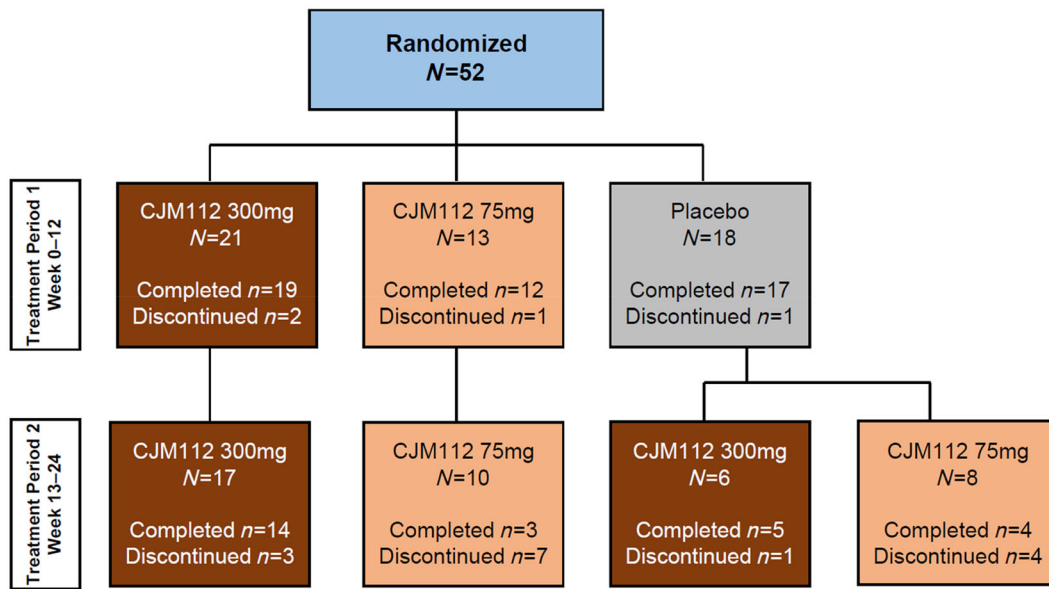 Randomized
N=52
Treatment Period 1
Week 0–12
CJM112 300mg
N=21
Completed n=19
Discontinued n=2
CJM112 75mg
N=13
Completed n=12
Discontinued n=1
Placebo
N=18
Completed n=17
Discontinued n=1
Treatment Period 2
Week 13–24
CJM112 300mg
N=17
Completed n=14
Discontinued n=3
CJM112 75mg
N=10
Completed n=3
Discontinued n=7
CJM112 300mg
N=6
Completed n=5
Discontinued n=1
CJM112 75mg
N=8
Completed n=4
Discontinued n=4